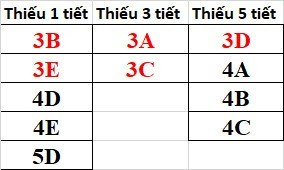 Thiếu 1 tiết Thiếu 3 tiết Thiếu 5 tiết
3B 3A 3D
3E 3C 4A
4D 4B
4E 4C
5D